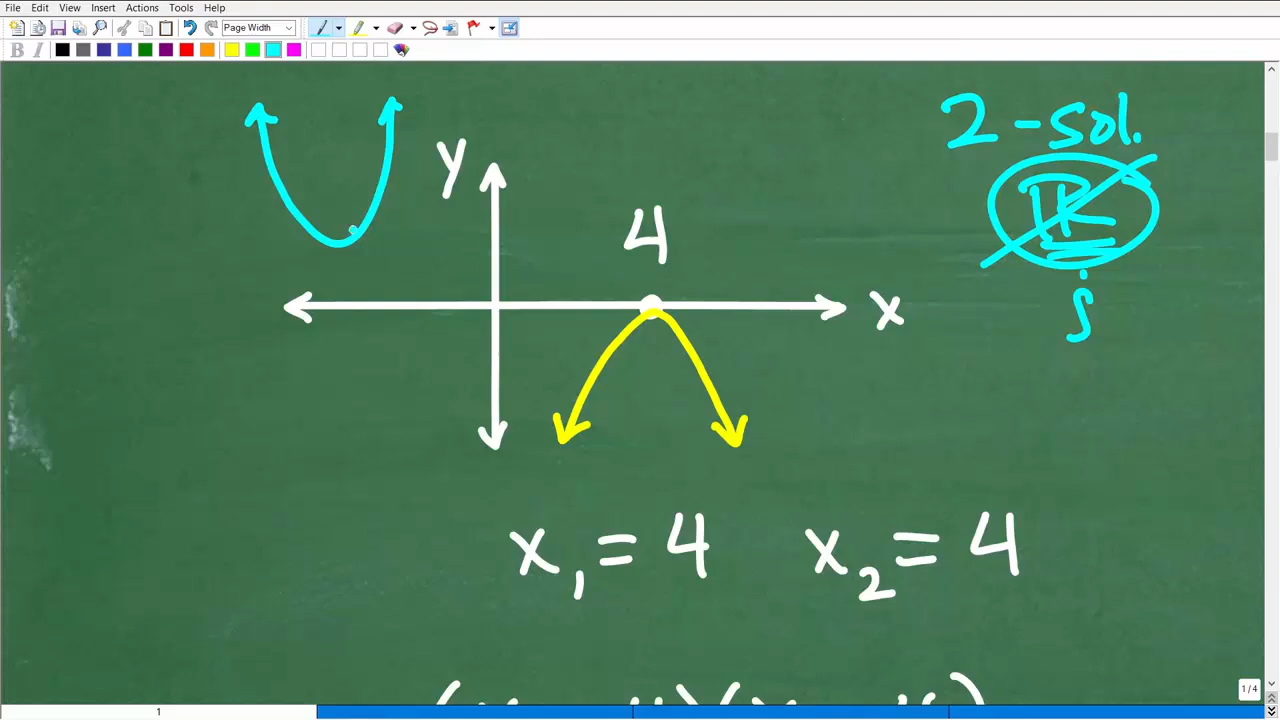 File Edit View Insert Actions Tools Help
Page Width
B I
2 - sol.
y
4
ℝ
x
i
x₁ = 4 x₂ = 4
1/4
1